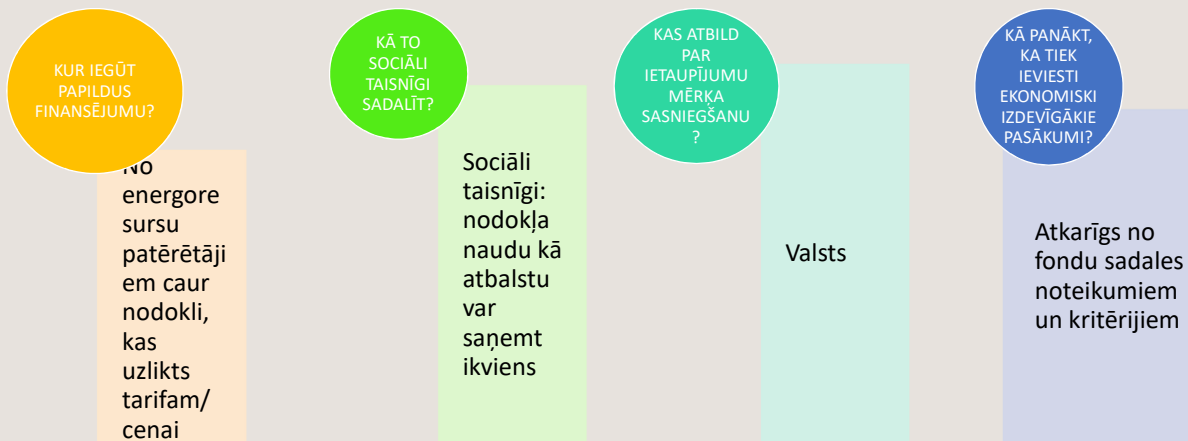 KUR IEGŪT
PAPILDUS
FINANSĒJUMU?
No
energore
sursu
patērētāji
em caur
nodokli,
kas
uzlikts
tarifam/
cenai
KĀ TO
SOCIĀLI
TAISNĪGI
SADALĪT?
Sociāli
taisnīgi:
nodokļa
naudu kā
atbalstu
var
saņemt
ikviens
KAS ATBILD
PAR
IETAUPĪJUMU
MĒRĶA
SASNIEGŠANU
?
Valsts
KĀ PANĀKT,
KA TIEK
IEVIESTI
EKONOMISKI
IZDEVĪGĀKIE
PASĀKUMI?
Atkarīgs no
fondu sadales
noteikumiem
un kritērijiem